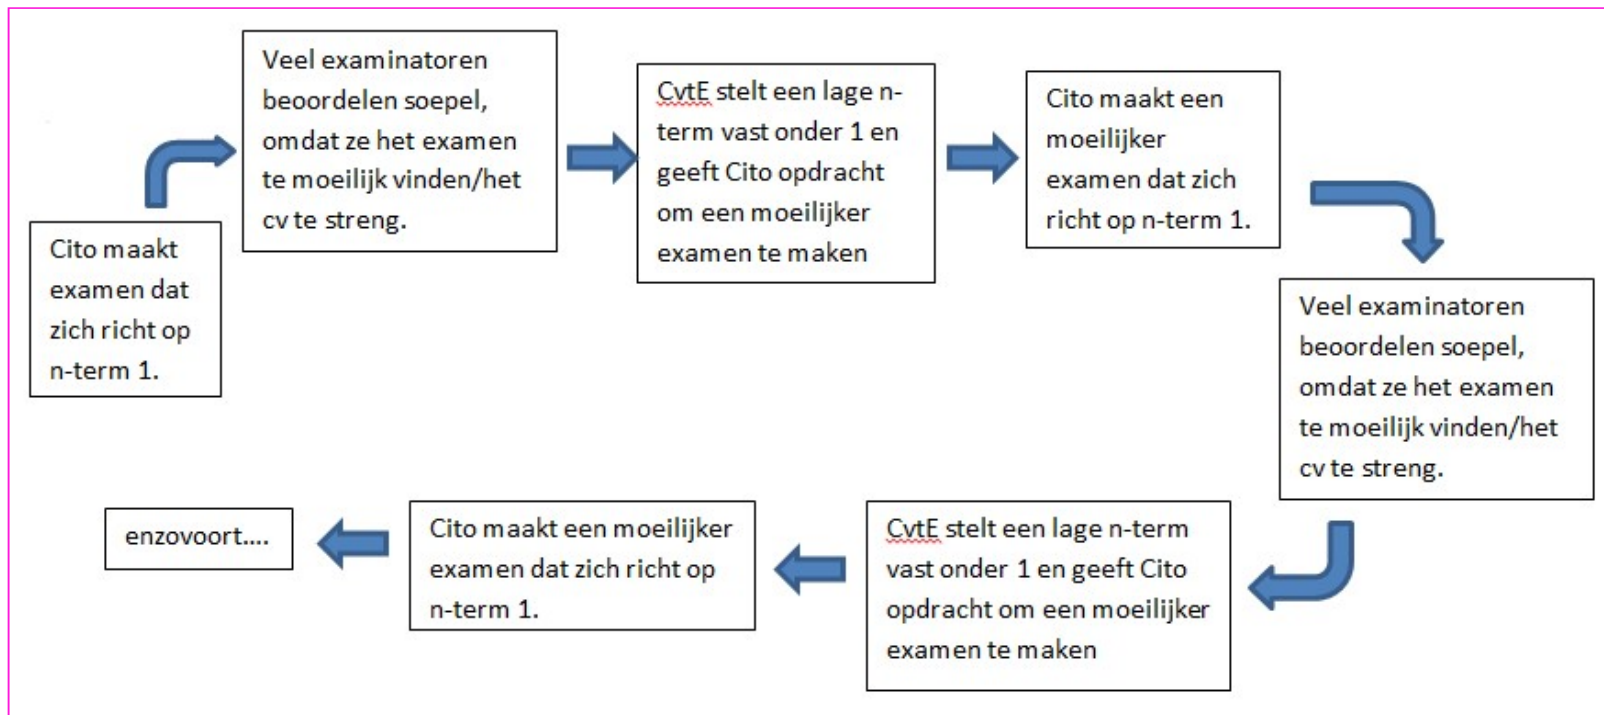 Cito maakt
examen dat
zich richt op
n-term 1.
Veel examinatoren
beoordelen soepel,
omdat ze het examen
te moeilijk vinden/het
cv te streng.
CvtE stelt een lage n-
term vast onder 1 en
geeft Cito opdracht
om een moeilijker
examen te maken
Cito maakt een
moeilijker
examen dat zich
richt op n-term 1.
Veel examinatoren
beoordelen soepel,
omdat ze het examen
te moeilijk vinden/het
cv te streng.
CvtE stelt een lage n-term
vast onder 1 en geeft Cito
opdracht om een moeilijker
examen te maken
Cito maakt een moeilijker
examen dat zich richt op
n-term 1.
enzovoort....